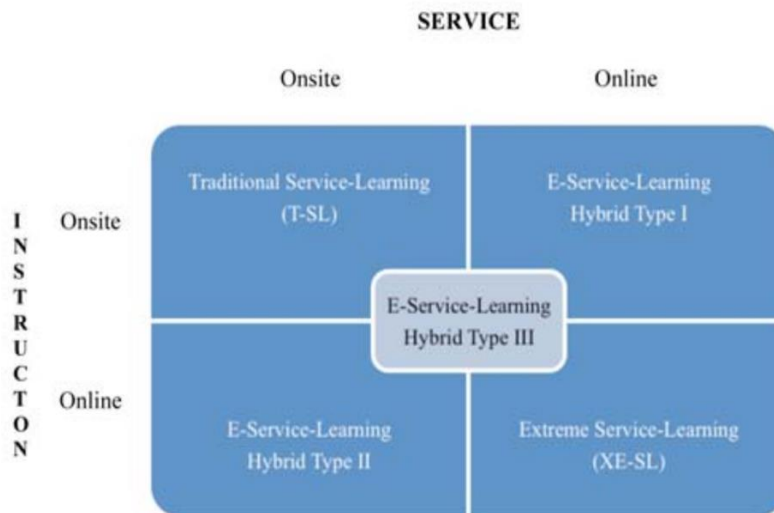 SERVICE
Onsite Online
INSTRUCTON
Onsite
Traditional Service-Learning
(T-SL)
E-Service-Learning
Hybrid Type I
E-Service-Learning
Hybrid Type III
Online
E-Service-Learning
Hybrid Type II
Extreme Service-Learning
(XE-SL)